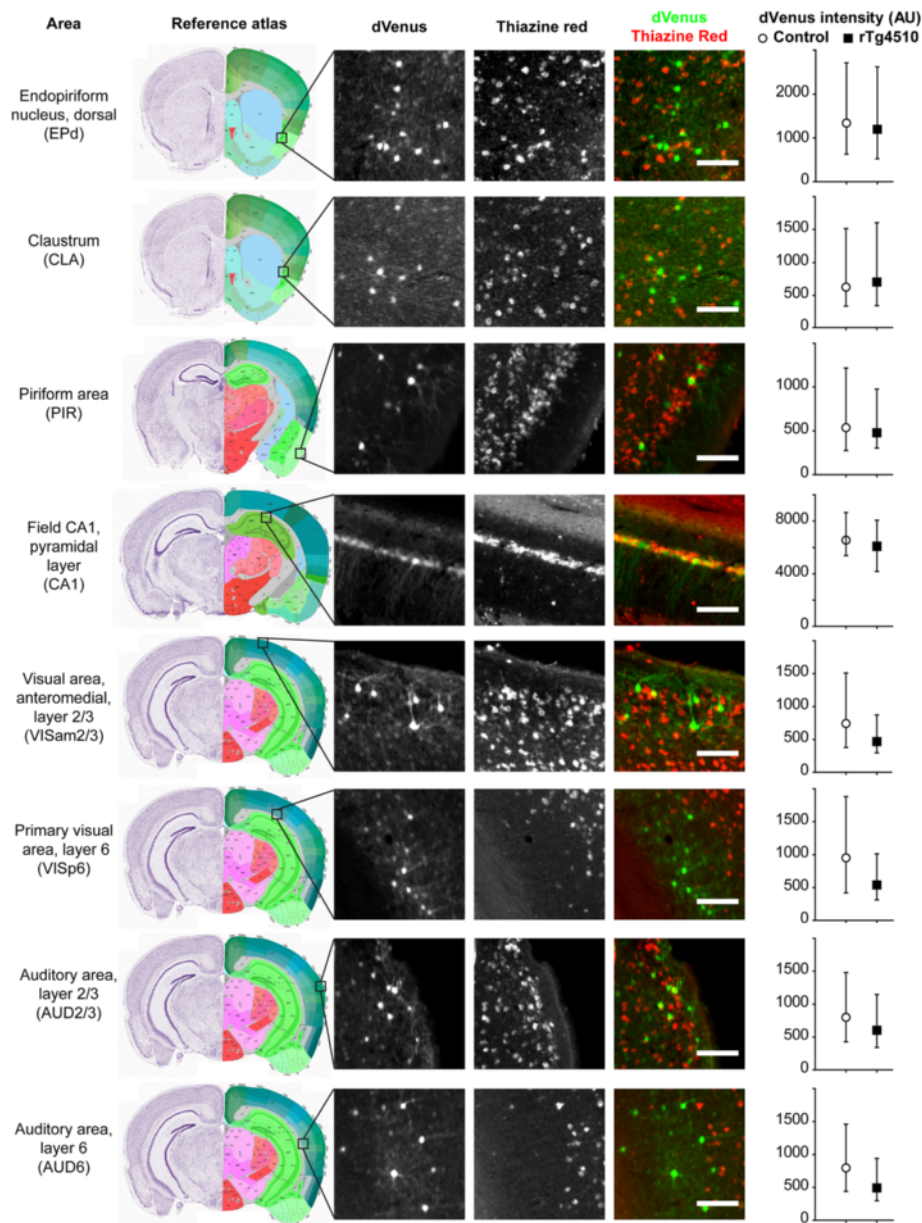 Area Reference atlas dVenus Thiazine red dVenus dVenus intensity (AU)
Thiazine Red ○ Control ■ rTg4510
Endopiriform
nucleus, dorsal
(EPd)
2000
1000
0
Claustrum
(CLA)
1500
1000
500
0
Piriform area
(PIR)
1000
500
0
Field CA1,
pyramidal
layer
(CA1)
8000
4000
0
Visual area,
anteromedial,
layer 2/3
(VISam2/3)
1500
1000
500
0
Primary visual
area, layer 6
(VISp6)
1500
1000
500
0
Auditory area,
layer 2/3
(AUD2/3)
1500
1000
500
0
Auditory area,
layer 6
(AUD6)
1500
1000
500
0